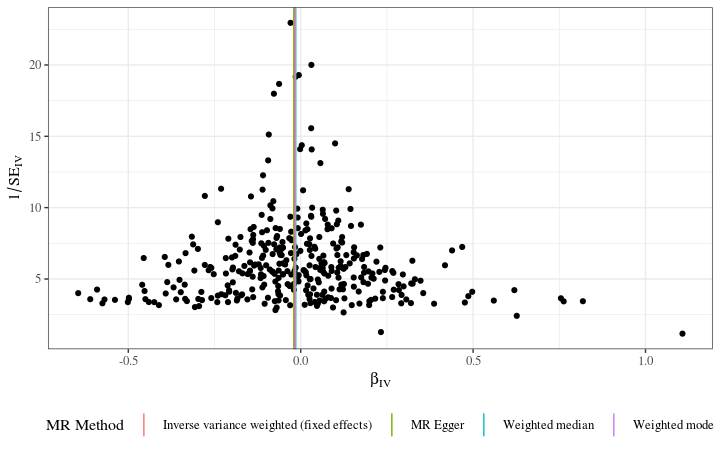 20
15
10
5
1/SE_IV
-0.5
0.0
0.5
1.0
β_IV
MR Method
Inverse variance weighted (fixed effects)
MR Egger
Weighted median
Weighted mode